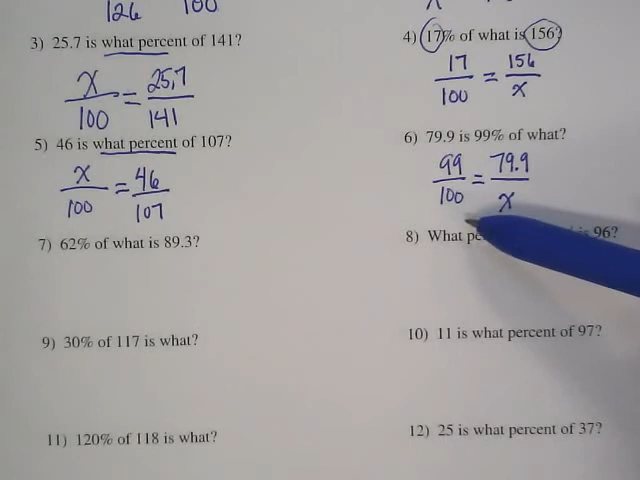 126 100
3) 25.7 is what percent of 141?
x/100 = 25.7/141
4) 17% of what is 156?
17/100 = 156/x
5) 46 is what percent of 107?
x/100 = 46/107
6) 79.9 is 99% of what?
99/100 = 79.9/x
7) 62% of what is 89.3?
8) What is 96?
9) 30% of 117 is what?
10) 11 is what percent of 97?
11) 120% of 118 is what?
12) 25 is what percent of 37?